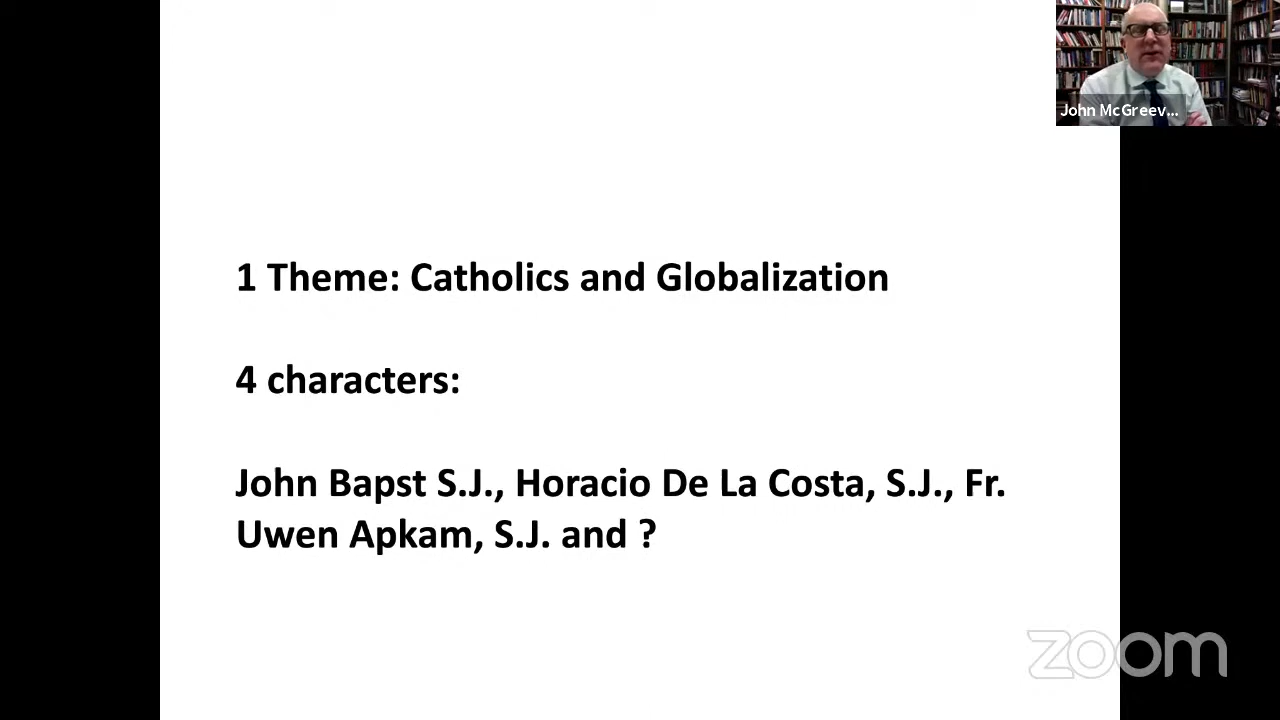 John McGreev...
1 Theme: Catholics and Globalization
4 characters:
John Bapst S.J., Horacio De La Costa, S.J., Fr.
Uwen Apkam, S.J. and ?
zoom